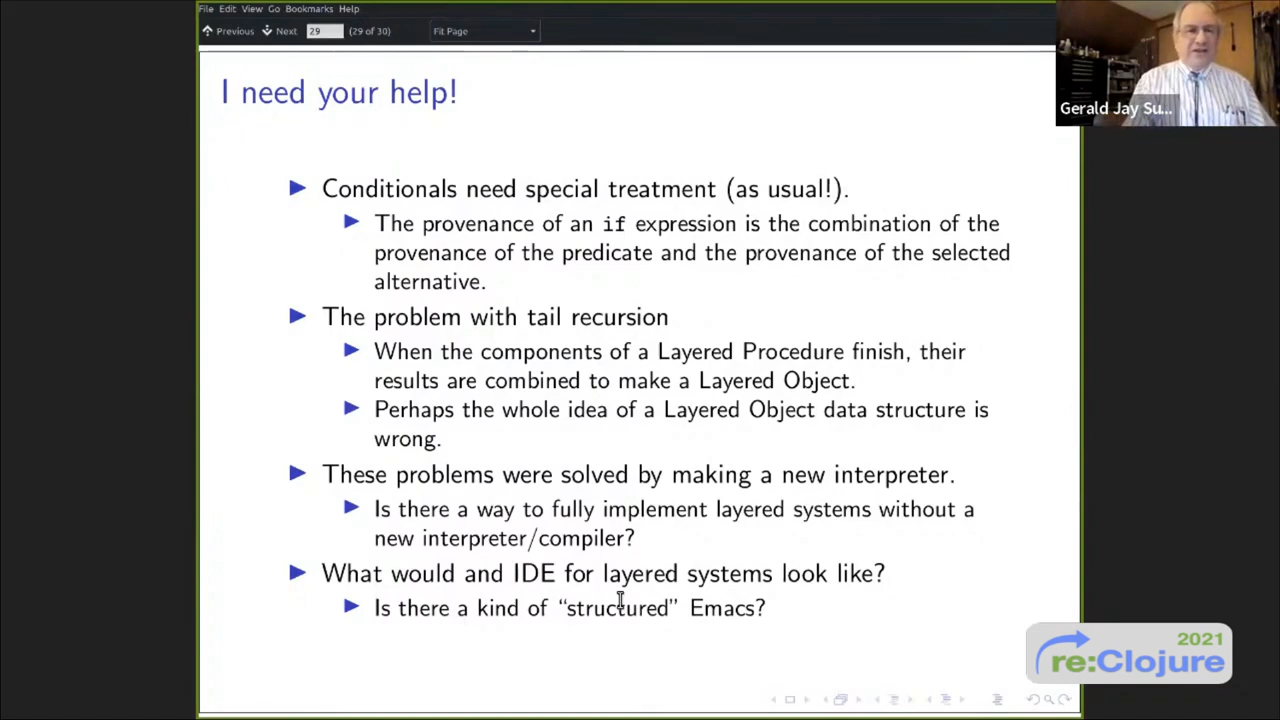 File Edit View Go Bookmarks Help
Previous Next 29 (29 of 30) Fit Page
I need your help!
Gerald Jay Su...
Conditionals need special treatment (as usual!).
The provenance of an if expression is the combination of the
provenance of the predicate and the provenance of the selected
alternative.
The problem with tail recursion
When the components of a Layered Procedure finish, their
results are combined to make a Layered Object.
Perhaps the whole idea of a Layered Object data structure is
wrong.
These problems were solved by making a new interpreter.
Is there a way to fully implement layered systems without a
new interpreter/compiler?
What would and IDE for layered systems look like?
Is there a kind of “structured” Emacs?
2021
re:Clojure